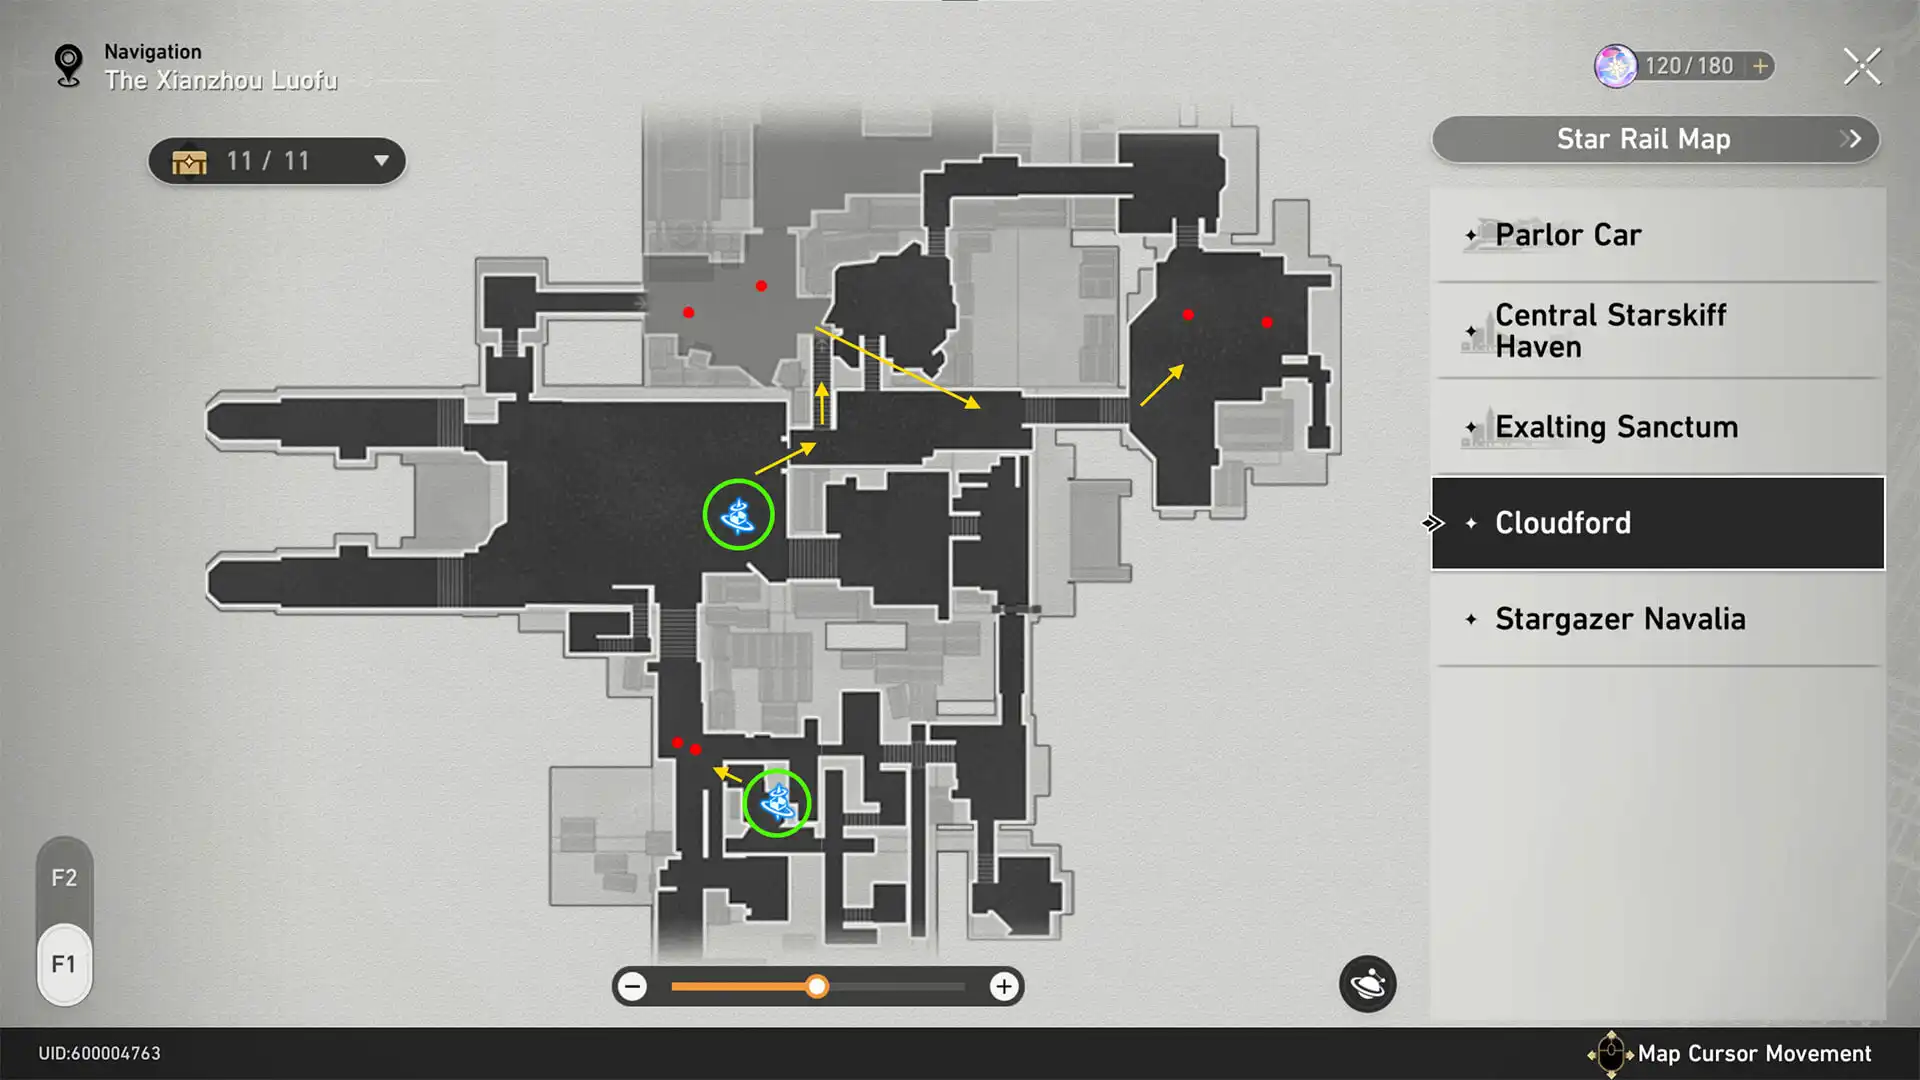 Navigation
The Xianzhou Luofu
120/180
11 / 11
Star Rail Map
Parlor Car
Central Starskiff
Haven
Exalting Sanctum
Cloudford
Stargazer Navalia
F2
F1
UID:600004763
Map Cursor Movement